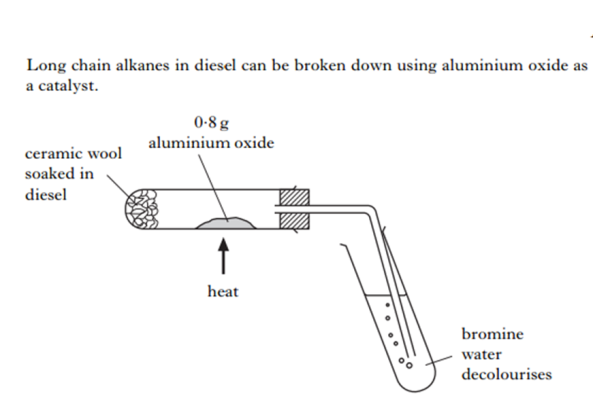 Long chain alkanes in diesel can be broken down using aluminium oxide as
a catalyst.
0·8 g
aluminium oxide
ceramic wool
soaked in
diesel
heat
bromine
water
decolourises